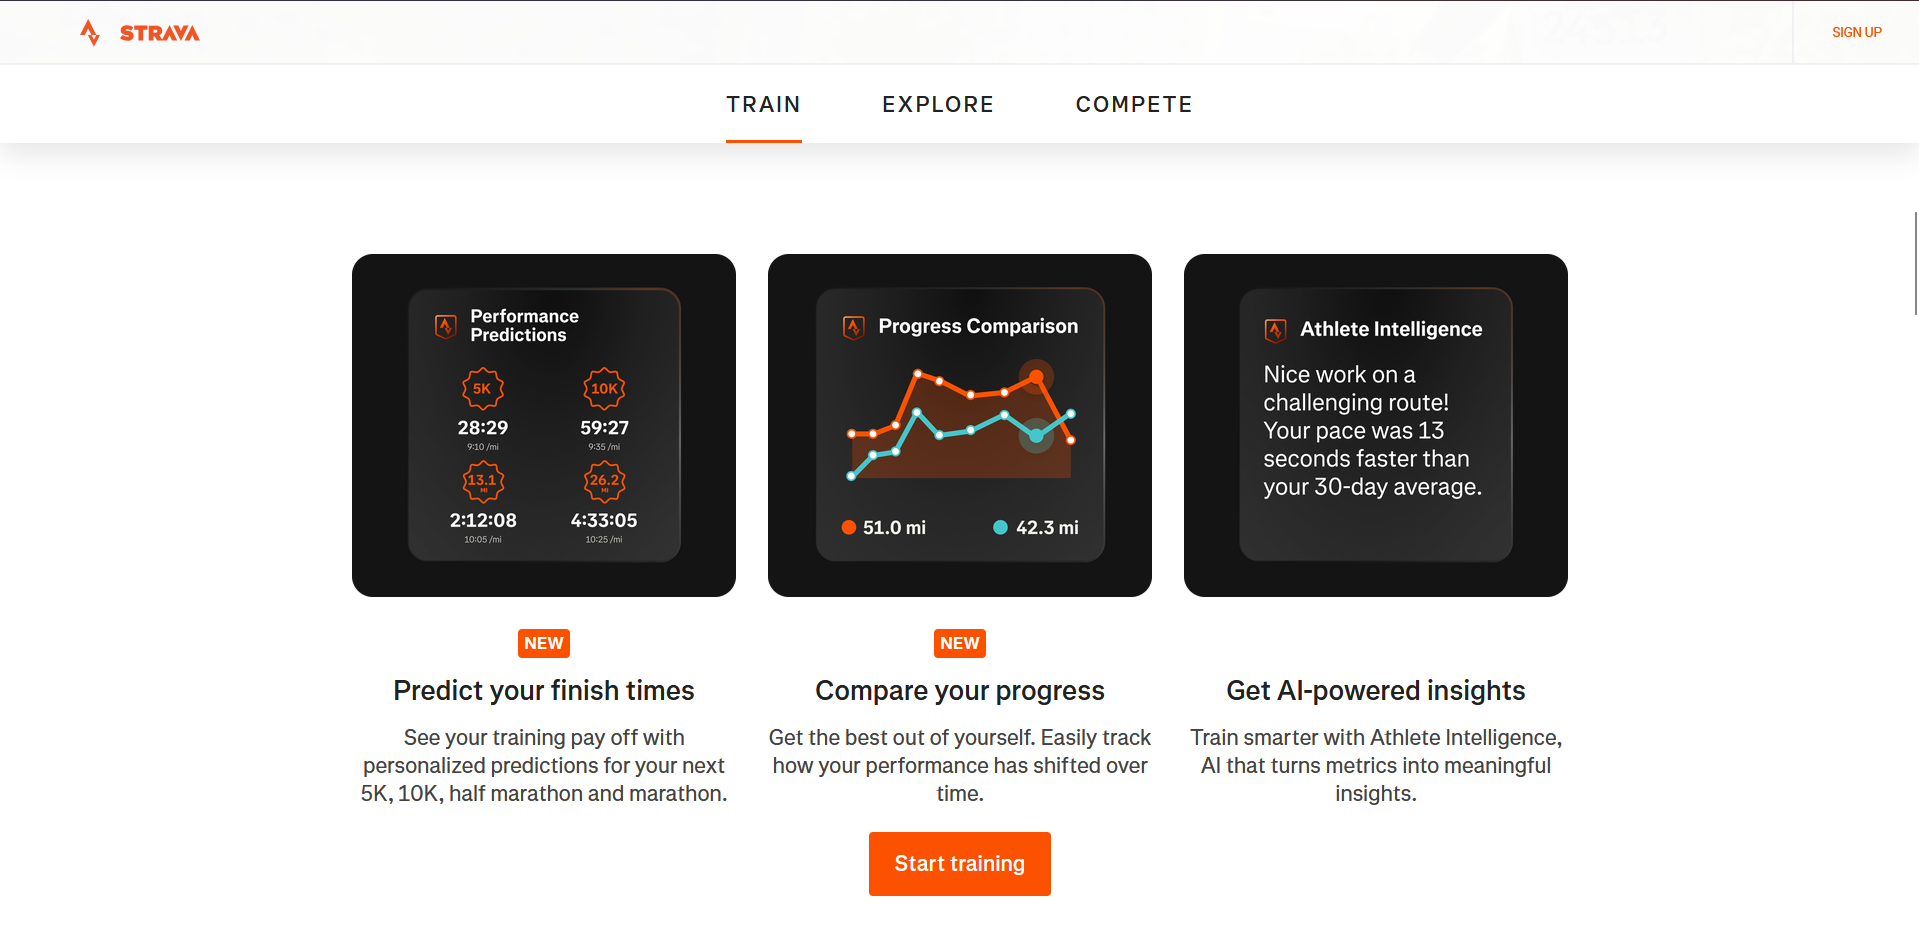 STRAVA
SIGN UP
TRAIN
EXPLORE
COMPETE
Performance
Predictions
5K
10K
28:29
59:27
9:10 /mi
9:35 /mi
13.1
MI
26.2
MI
2:12:08
4:33:05
10:05 /mi
10:25 /mi
Progress Comparison
51.0 mi
42.3 mi
Athlete Intelligence
Nice work on a
challenging route!
Your pace was 13
seconds faster than
your 30-day average.
NEW
Predict your finish times
See your training pay off with
personalized predictions for your next
5K, 10K, half marathon and marathon.
NEW
Compare your progress
Get the best out of yourself. Easily track
how your performance has shifted over
time.
Get AI-powered insights
Train smarter with Athlete Intelligence,
AI that turns metrics into meaningful
insights.
Start training